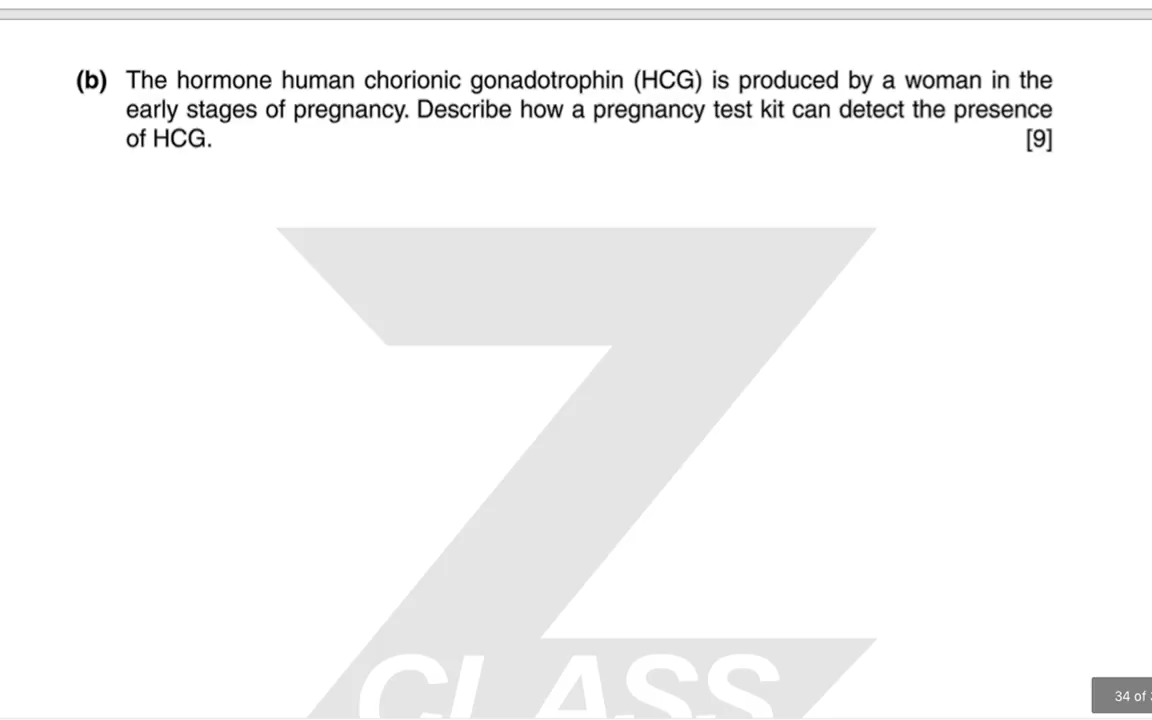 (b) The hormone human chorionic gonadotrophin (HCG) is produced by a woman in the
early stages of pregnancy. Describe how a pregnancy test kit can detect the presence
of HCG. [9]
CLASS
34 of